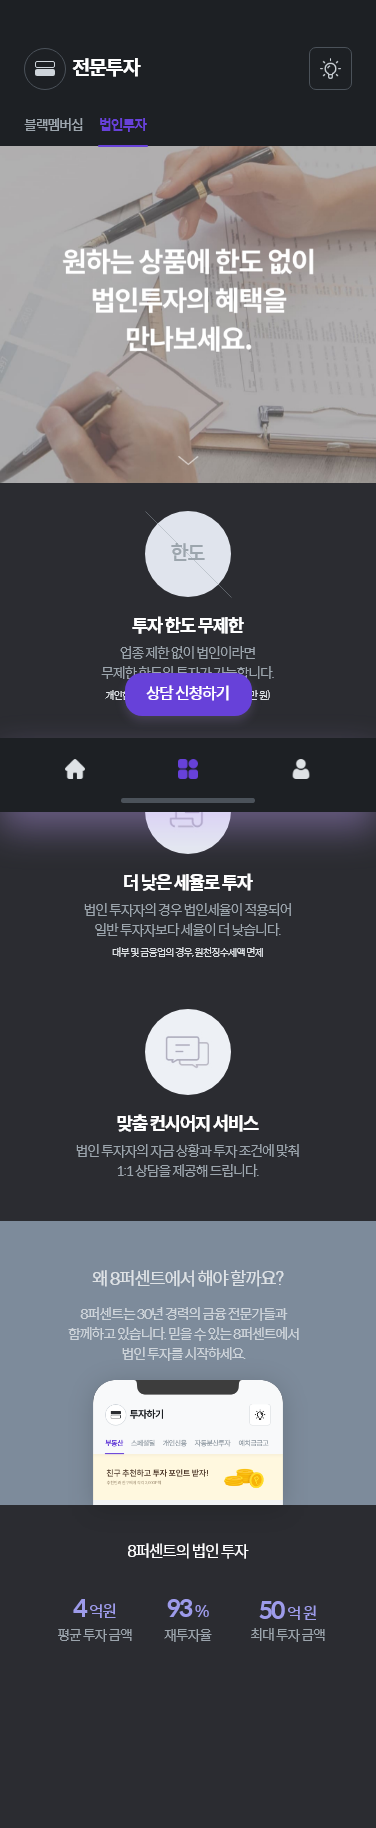 전문투자
블랙멤버십 법인투자
원하는 상품에 한도 없이
법인투자의 혜택을
만나보세요.
한도
투자 한도 무제한
업종 제한 없이 법인이라면
무제한 한도의 투자가 가능합니다.
상담 신청하기
더 낮은 세율로 투자
법인 투자자의 경우 법인세율이 적용되어
일반 투자자보다 세율이 더 낮습니다.
대부 및 금융업의 경우, 원천징수세액 면제
맞춤 컨시어지 서비스
법인 투자자의 자금 상황과 투자 조건에 맞춰
1:1 상담을 제공해 드립니다.
왜 8퍼센트에서 해야 할까요?
8퍼센트는 30년 경력의 금융 전문가들과
함께하고 있습니다. 믿을 수 있는 8퍼센트에서
법인 투자를 시작하세요.
투자하기
부동산 스페셜딜 개인신용 자동분산투자 예치금금고
친구 추천하고 투자 포인트 받자!
8퍼센트의 법인 투자
4 억원 93 % 50 억 원
평균 투자 금액 재투자율 최대 투자 금액